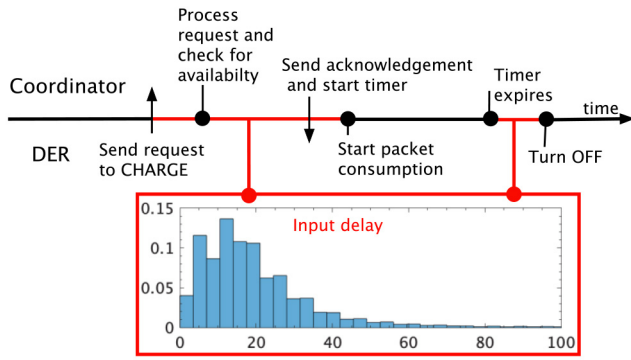 Process
request and
check for
availabilty
Send acknowledgement
and start timer
Timer
expires
Coordinator
time
DER
Send request
to CHARGE
Start packet
consumption
Turn OFF
Input delay
0.15
0.1
0.05
0
0 20 40 60 80 100